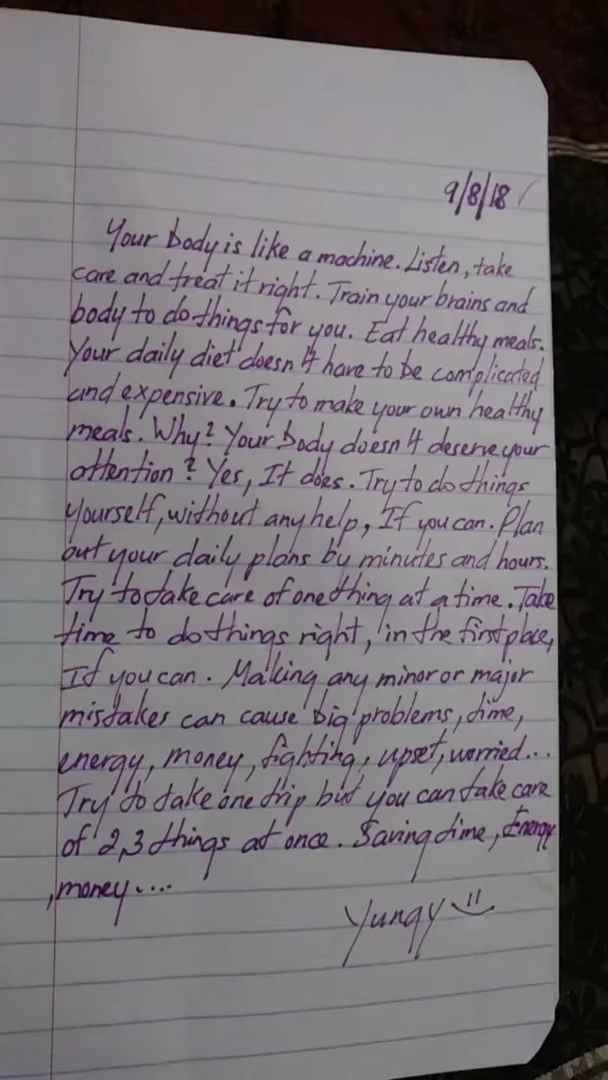 9/8/18
Your body is like a machine. Listen, take
care and treat it right. Train your brains and
body to do things for you. Eat healthy meals.
Your daily diet doesn't have to be complicated
and expensive. Try to make your own healthy
meals. Why? Your body doesn't deserve your
attention? Yes, It does. Try to do things
yourself, without any help, If you can. Plan
out your daily plans by minutes and hours.
Try to take care of one thing at a time. Take
time to do things right, in the first place,
If you can. Making any minor or major
mistakes can cause big problems, time,
energy, money, fighting, upset, worried...
Try to take one trip but you can take care
of 2,3 things at once. Saving time, Energy
,money....
Yungy